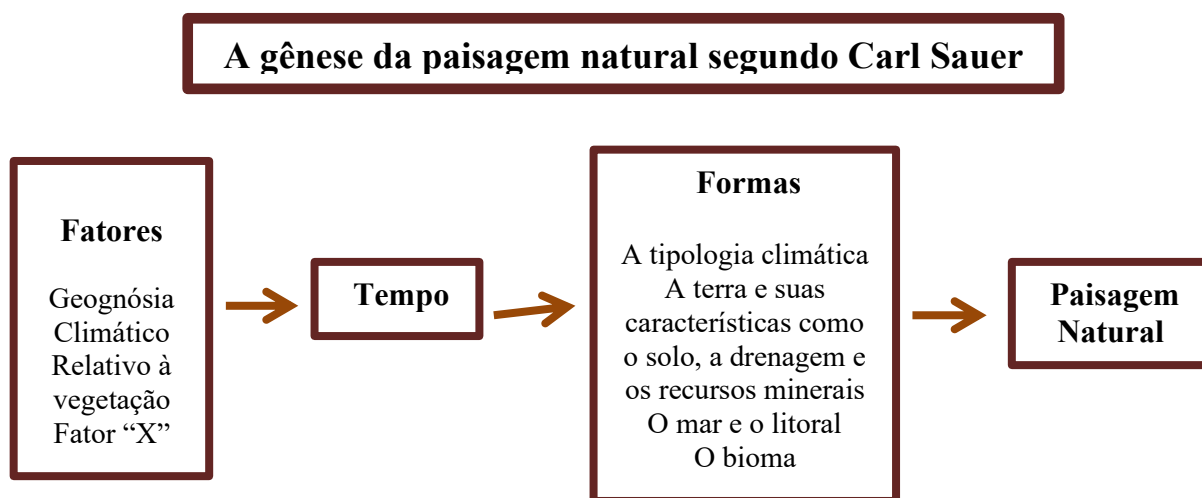 A gênese da paisagem natural segundo Carl Sauer
Fatores
Geognósia
Climático
Relativo à
vegetação
Fator “X”
Tempo
Formas
A tipologia climática
A terra e suas
características como
o solo, a drenagem e
os recursos minerais
O mar e o litoral
O bioma
Paisagem
Natural